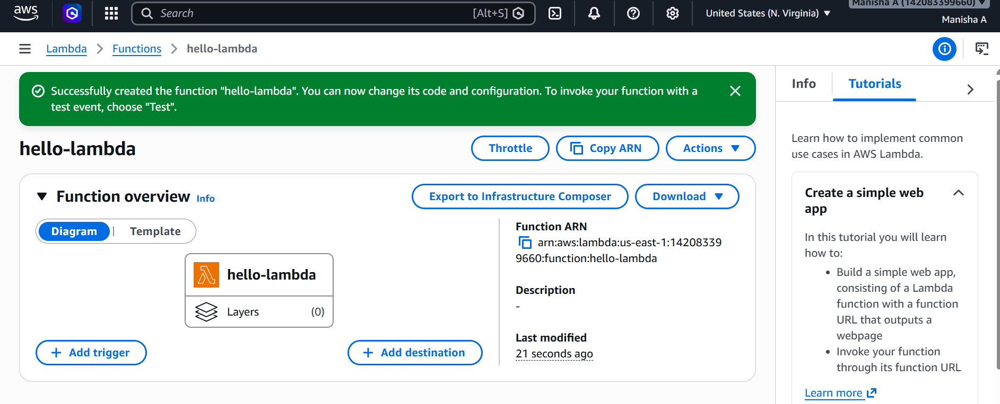 aws
Search
[Alt+S]
United States (N. Virginia)
Manisha A (142083399660)
Manisha A
Lambda
Functions
hello-lambda
Successfully created the function "hello-lambda". You can now change its code and configuration. To invoke your function with a
test event, choose "Test".
hello-lambda
Throttle
Copy ARN
Actions
Function overview Info
Export to Infrastructure Composer
Download
Diagram | Template
hello-lambda
Layers (0)
+ Add trigger
+ Add destination
Function ARN
arn:aws:lambda:us-east-1:14208339
9660:function:hello-lambda
Description
-
Last modified
21 seconds ago
Info
Tutorials
Learn how to implement common
use cases in AWS Lambda.
Create a simple web
app
In this tutorial you will learn
how to:
• Build a simple web app,
consisting of a Lambda
function with a function
URL that outputs a
webpage
• Invoke your function
through its function URL
Learn more